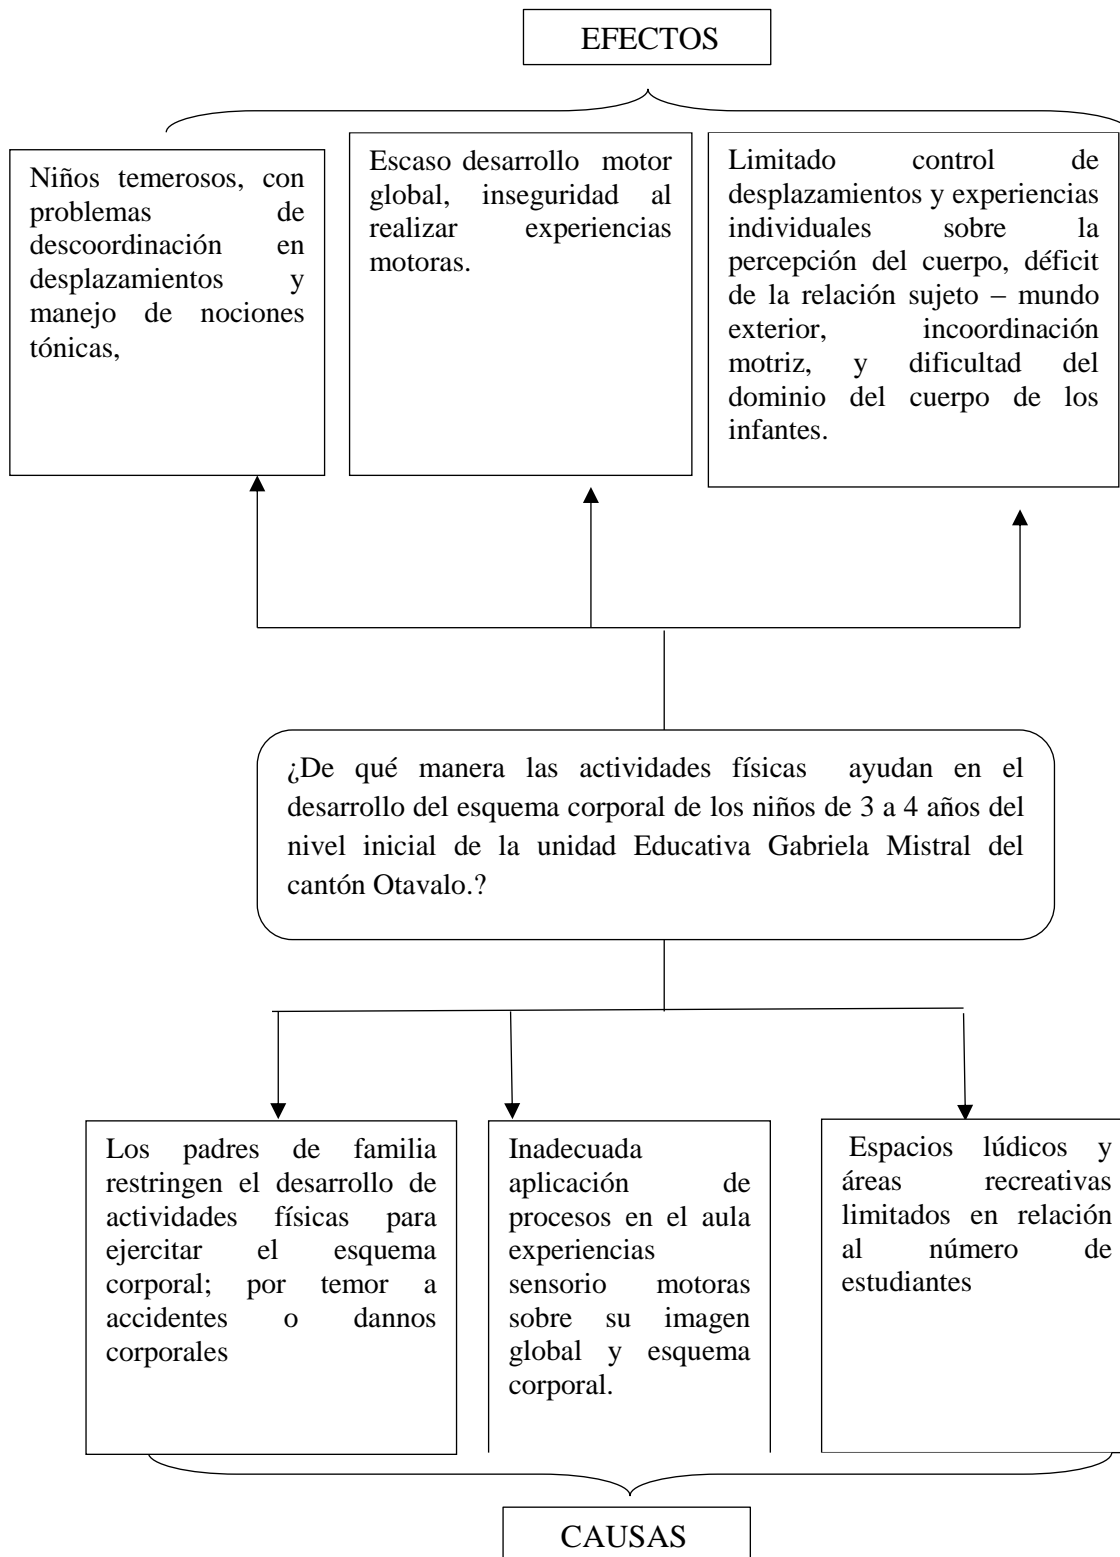 EFECTOS
Niños temerosos, con
problemas de
descoordinación en
desplazamientos y
manejo de nociones
tónicas,
Escaso desarrollo motor
global, inseguridad al
realizar experiencias
motoras.
Limitado control de
desplazamientos y experiencias
individuales sobre la
percepción del cuerpo, déficit
de la relación sujeto – mundo
exterior, incoordinación
motriz, y dificultad del
dominio del cuerpo de los
infantes.
¿De qué manera las actividades físicas ayudan en el
desarrollo del esquema corporal de los niños de 3 a 4 años del
nivel inicial de la unidad Educativa Gabriela Mistral del
cantón Otavalo.?
Los padres de familia
restringen el desarrollo de
actividades físicas para
ejercitar el esquema
corporal; por temor a
accidentes o dannos
corporales
Inadecuada
aplicación de
procesos en el aula
experiencias
sensorio motoras
sobre su imagen
global y esquema
corporal.
Espacios lúdicos y
áreas recreativas
limitados en relación
al número de
estudiantes
CAUSAS